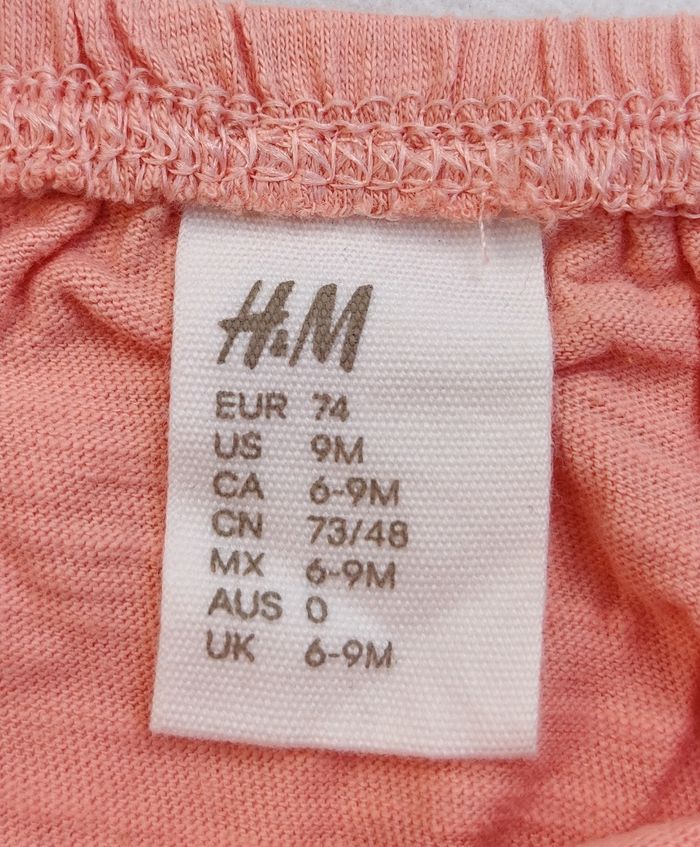 H&M
EUR 74
US 9M
CA 6-9M
CN 73/48
MX 6-9M
AUS 0
UK 6-9M